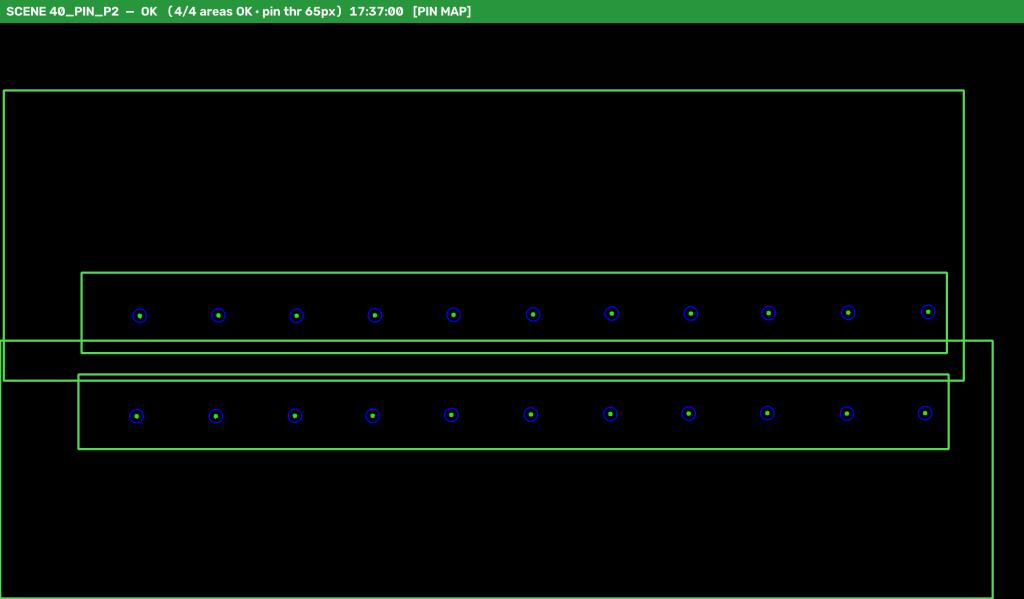 SCENE 40_PIN_P2 — OK (4/4 areas OK · pin thr 65px) 17:37:00 [PIN MAP]